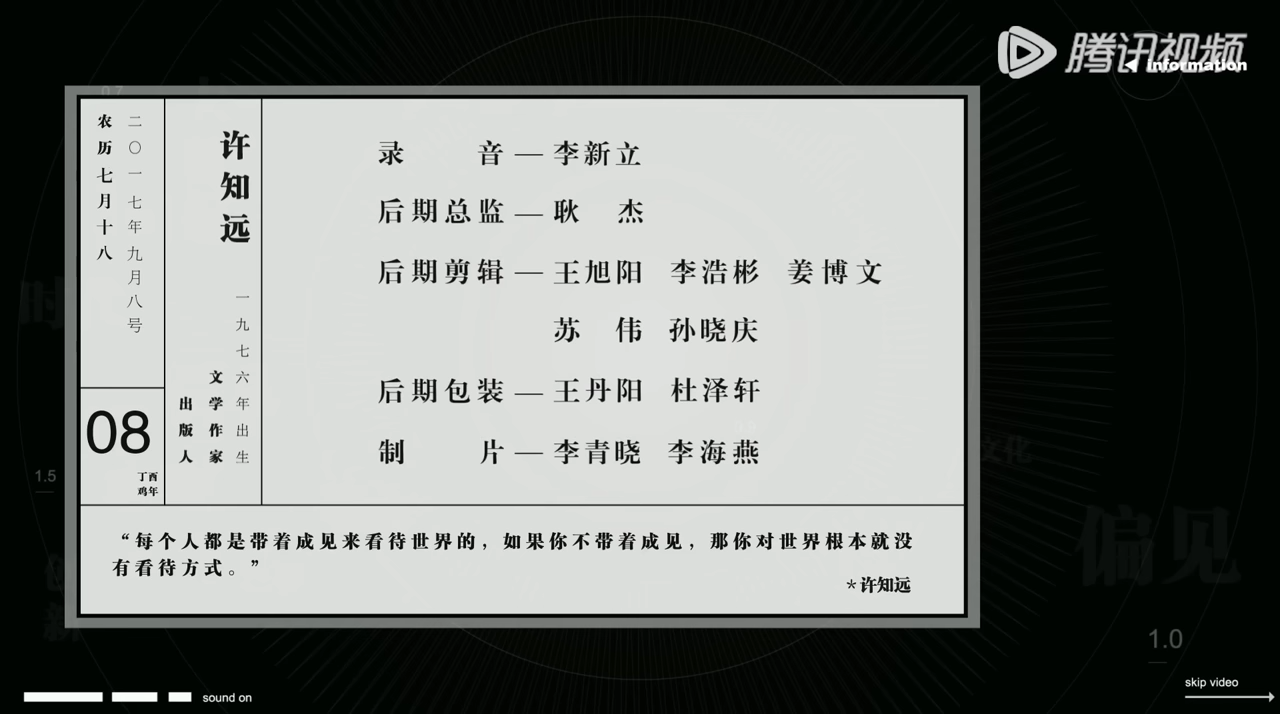 腾讯视频
information
0.7
农历七月十八
二〇一七年九月八号
08
丁酉
鸡年
许知远
一九七六年出生
文学作家
出版人
录 音 — 李新立
后期总监 — 耿 杰
后期剪辑 — 王旭阳 李浩彬 姜博文
苏 伟 孙晓庆
后期包装 — 王丹阳 杜泽轩
制 片 — 李青晓 李海燕
“每个人都是带着成见来看待世界的，如果你不带着成见，那你对世界根本就没
有看待方式。”
*许知远
时
1.5
新
文化
偏见
1.0
sound on
skip video